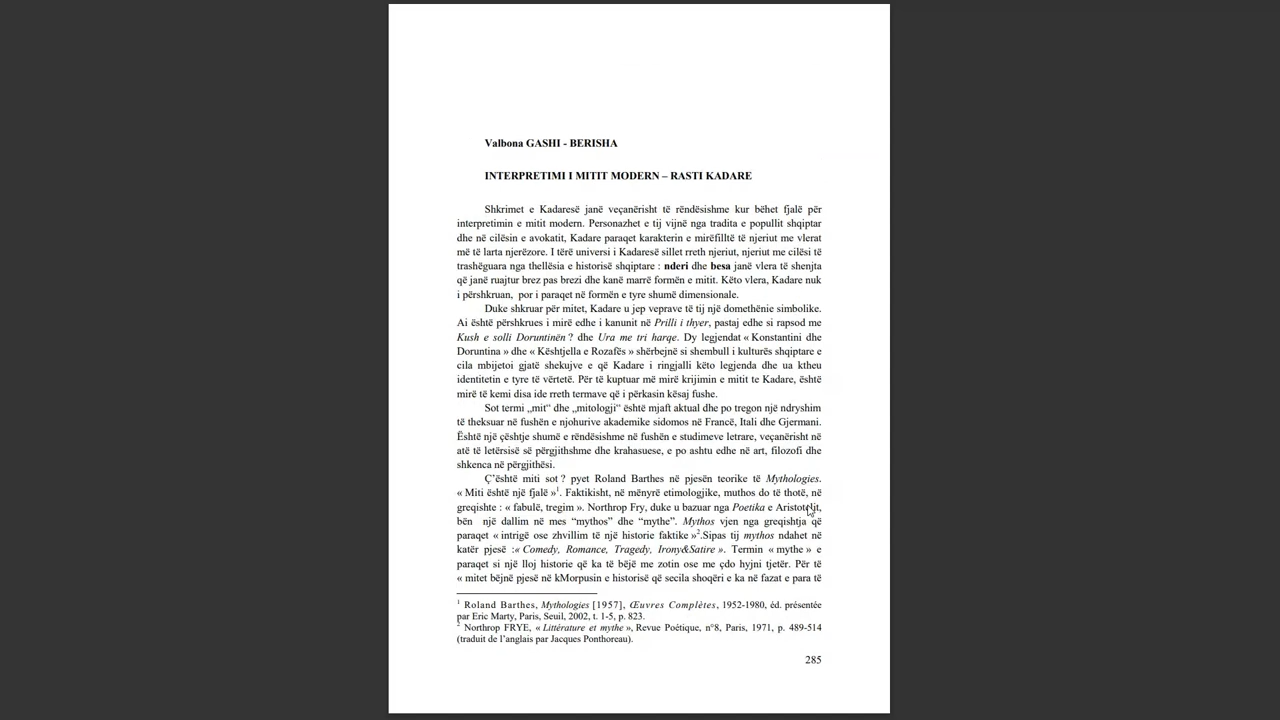 Valbona GASHI - BERISHA
INTERPRETIMI I MITIT MODERN – RASTI KADARE
Shkrimet e Kadaresë janë veçanërisht të rëndësishme kur bëhet fjalë për
interpretimin e mitit modern. Personazhet e tij vijnë nga tradita e popullit shqiptar
dhe në cilësin e avokatit, Kadare paraqet karakterin e mirëfilltë të njeriut me vlerat
më të larta njerëzore. I tërë universi i Kadaresë sillet rreth njeriut, njeriut me cilësi të
trashëguara nga thellësia e historisë shqiptare : nderi dhe besa janë vlera të shenjta
që janë ruajtur brez pas brezi dhe kanë marrë formën e mitit. Këto vlera, Kadare nuk
i përshkruan, por i paraqet në formën e tyre shumë dimensionale.
Duke shkruar për mitet, Kadare u jep veprave të tij një domethënie simbolike.
Ai është përshkrues i mirë edhe i kanunit në Prilli i thyer, pastaj edhe si rapsod me
Kush e solli Doruntinën ? dhe Ura me tri harqe. Dy legjendat « Konstantini dhe
Doruntina » dhe « Kështjella e Rozafës » shërbejnë si shembull i kulturës shqiptare e
cila mbijetoi gjatë shekujve e që Kadare i ringjalli këto legjenda dhe ua ktheu
identitetin e tyre të vërtetë. Për të kuptuar më mirë krijimin e mitit te Kadare, është
mirë të kemi disa ide rreth termave që i përkasin kësaj fushe.
Sot termi „mit“ dhe „mitologji“ është mjaft aktual dhe po tregon një ndryshim
të theksuar në fushën e njohurive akademike sidomos në Francë, Itali dhe Gjermani.
Është një çështje shumë e rëndësishme në fushën e studimeve letrare, veçanërisht në
atë të letërsisë së përgjithshme dhe krahasuese, e po ashtu edhe në art, filozofi dhe
shkenca në përgjithësi.
Ç’është miti sot ? pyet Roland Barthes në pjesën teorike të Mythologies.
« Miti është një fjalë »¹. Faktikisht, në mënyrë etimologjike, muthos do të thotë, në
greqishte : « fabulë, tregim ». Northrop Fry, duke u bazuar nga Poetika e Aristotelit,
bën një dallim në mes “mythos” dhe “mythe”. Mythos vjen nga greqishtja që
paraqet « intrigë ose zhvillim të një historie faktike »².Sipas tij mythos ndahet në
katër pjesë :« Comedy, Romance, Tragedy, Irony&Satire ». Termin « mythe » e
paraqet si një lloj historie që ka të bëjë me zotin ose me çdo hyjni tjetër. Për të
« mitet bëjnë pjesë në kMorpusin e historisë që secila shoqëri e ka në fazat e para të
¹ Roland Barthes, Mythologies [1957], Œuvres Complètes, 1952-1980, éd. présentée
par Eric Marty, Paris, Seuil, 2002, t. 1-5, p. 823.
² Northrop FRYE, « Littérature et mythe », Revue Poétique, n°8, Paris, 1971, p. 489-514
(traduit de l’anglais par Jacques Ponthoreau).
285